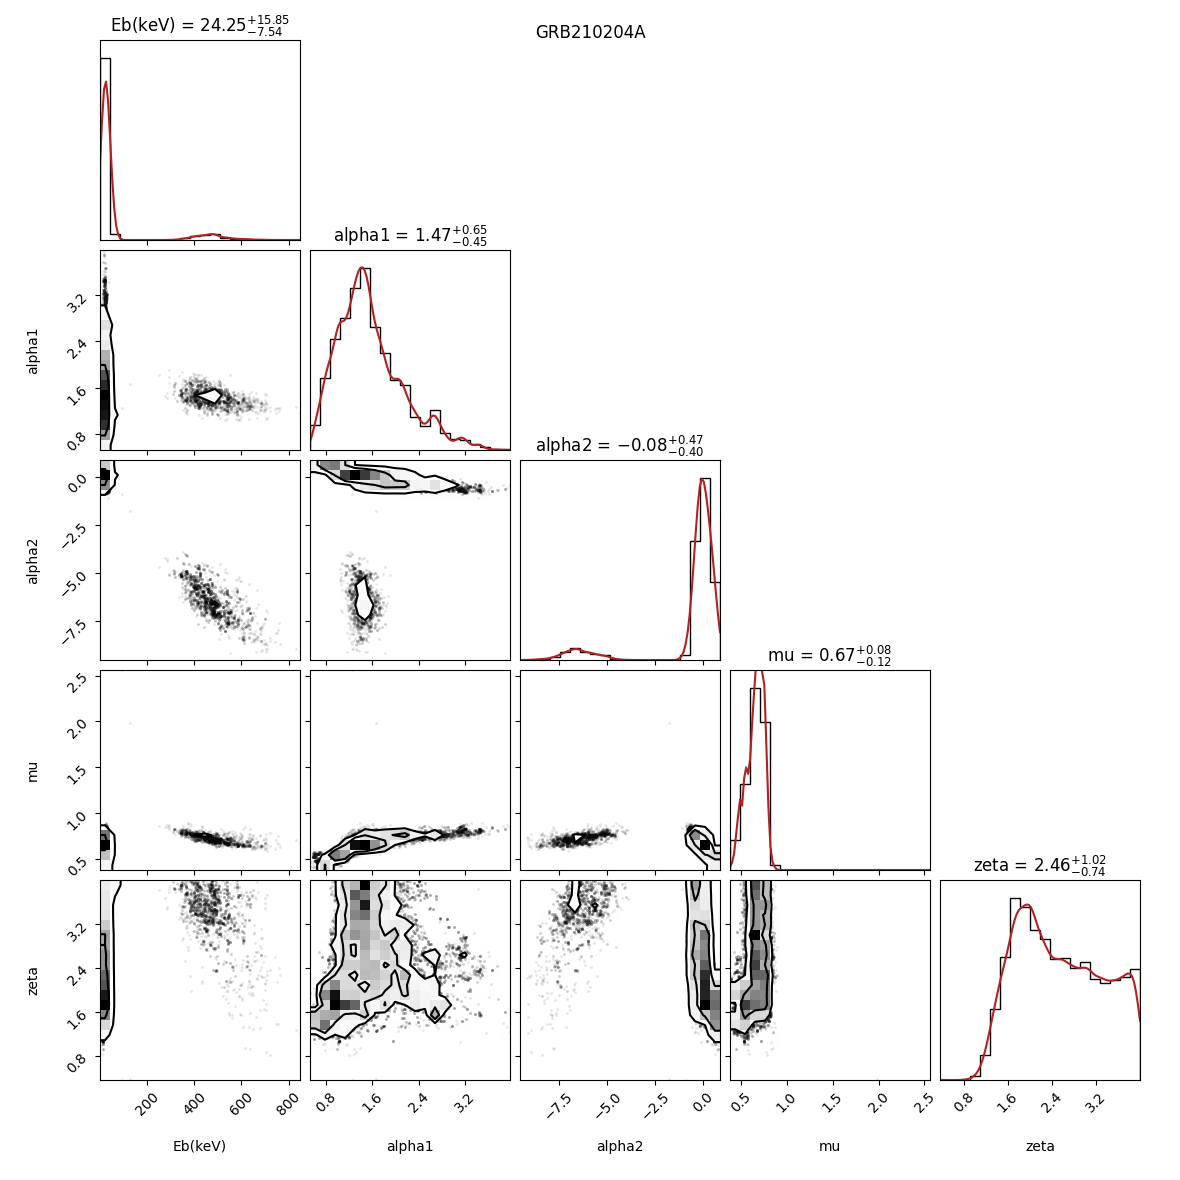 GRB210204A
Eb(keV) = 24.25+15.85−7.54
alpha1 = 1.47+0.65−0.45
3.2
2.4
1.6
0.8
alpha1
alpha2 = −0.08+0.47−0.40
0.0
−2.5
−5.0
−7.5
alpha2
mu = 0.67+0.08−0.12
2.5
2.0
1.5
1.0
0.5
mu
zeta = 2.46+1.02−0.74
3.2
2.4
1.6
0.8
zeta
200 400 600 800
0.8 1.6 2.4 3.2
−7.5 −5.0 −2.5 0.0
0.5 1.0 1.5 2.0 2.5
0.8 1.6 2.4 3.2
Eb(keV) alpha1 alpha2 mu zeta